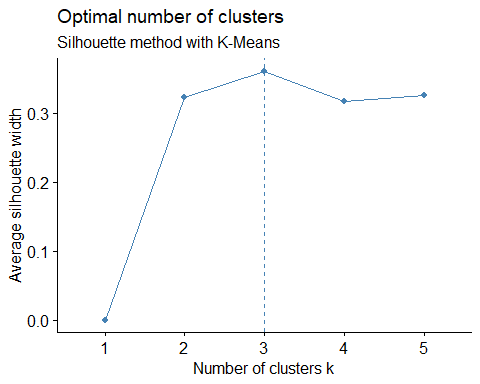 Optimal number of clusters
Silhouette method with K-Means
Average silhouette width
0.3
0.2
0.1
0.0
1 2 3 4 5
Number of clusters k